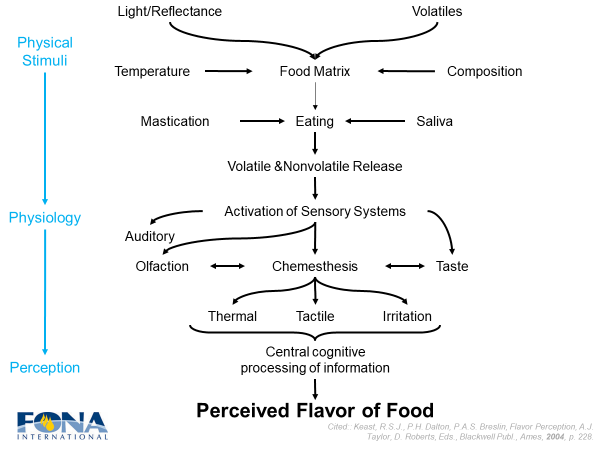 Light/Reflectance
Volatiles
Physical
Stimuli
Temperature
Food Matrix
Composition
Mastication
Eating
Saliva
Volatile &Nonvolatile Release
Physiology
Activation of Sensory Systems
Auditory
Olfaction
Chemesthesis
Taste
Thermal
Tactile
Irritation
Perception
Central cognitive
processing of information
Perceived Flavor of Food
FONA
INTERNATIONAL
Cited.: Keast, R.S.J., P.H. Dalton, P.A.S. Breslin, Flavor Perception, A.J.
Taylor, D. Roberts, Eds., Blackwell Publ., Ames, 2004, p. 228.